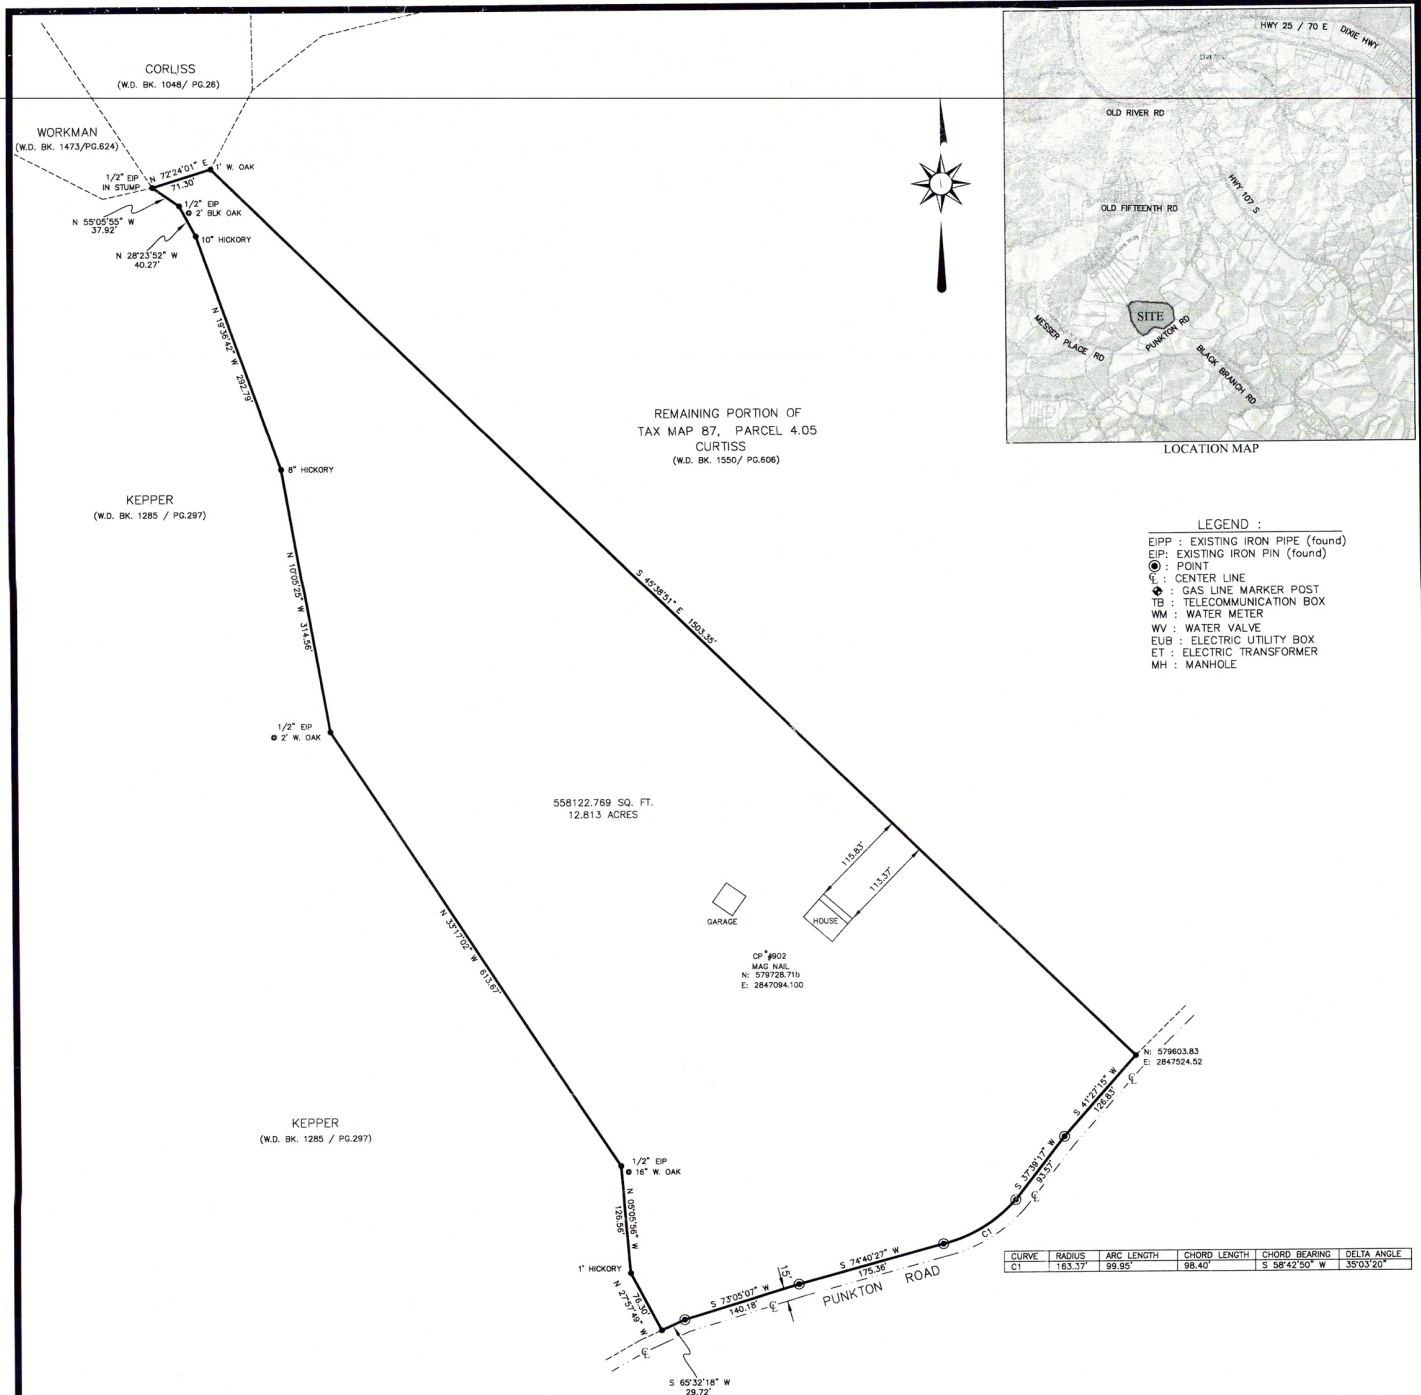 CORLISS
(W.D. BK. 1048/ PG.26)
WORKMAN
(W.D. BK. 1473/PG.624)
1/2" EIP
IN STUMP
N 72°24'01" E
71.30'
1' W. OAK
1/2" EIP
@ 2' BLK OAK
N 55°05'55" W
37.92'
10" HICKORY
N 28°23'52" W
40.27'
N 19°36'42" W 292.79'
8" HICKORY
KEPPER
(W.D. BK. 1285 / PG.297)
N 10°05'25" W 314.56'
1/2" EIP
@ 2' W. OAK
REMAINING PORTION OF
TAX MAP 87, PARCEL 4.05
CURTISS
(W.D. BK. 1550/ PG.606)
S 45°38'51" E 1503.35'
558122.769 SQ. FT.
12.813 ACRES
115.83'
113.37'
GARAGE
HOUSE
CP #902
MAG NAIL
N: 579728.715
E: 2847094.100
N 33°17'02" W 613.67'
KEPPER
(W.D. BK. 1285 / PG.297)
1/2" EIP
@ 16" W. OAK
N 05°05'56" W
126.56'
1' HICKORY
N 27°57'49" W
76.30'
S 65°32'18" W
29.72'
S 73°05'07" W
140.18'
15'
S 74°40'27" W
175.36'
PUNKTON ROAD
C1
S 37°39'17" W
93.57'
S 41°27'15" W
126.83'
N: 579603.83
E: 2847524.52
HWY 25 / 70 E DIXIE HWY
OLD RIVER RD
HWY 107 S
OLD FIFTEENTH RD
SITE
MESSER PLACE RD
PUNKTON RD
BLACK BRANCH RD
LOCATION MAP
LEGEND :
EIPP : EXISTING IRON PIPE (found)
EIP: EXISTING IRON PIN (found)
: POINT
℄ : CENTER LINE
: GAS LINE MARKER POST
TB : TELECOMMUNICATION BOX
WM : WATER METER
WV : WATER VALVE
EUB : ELECTRIC UTILITY BOX
ET : ELECTRIC TRANSFORMER
MH : MANHOLE
CURVE RADIUS ARC LENGTH CHORD LENGTH CHORD BEARING DELTA ANGLE
C1 163.37' 99.95' 98.40' S 58°42'50" W 35°03'20"